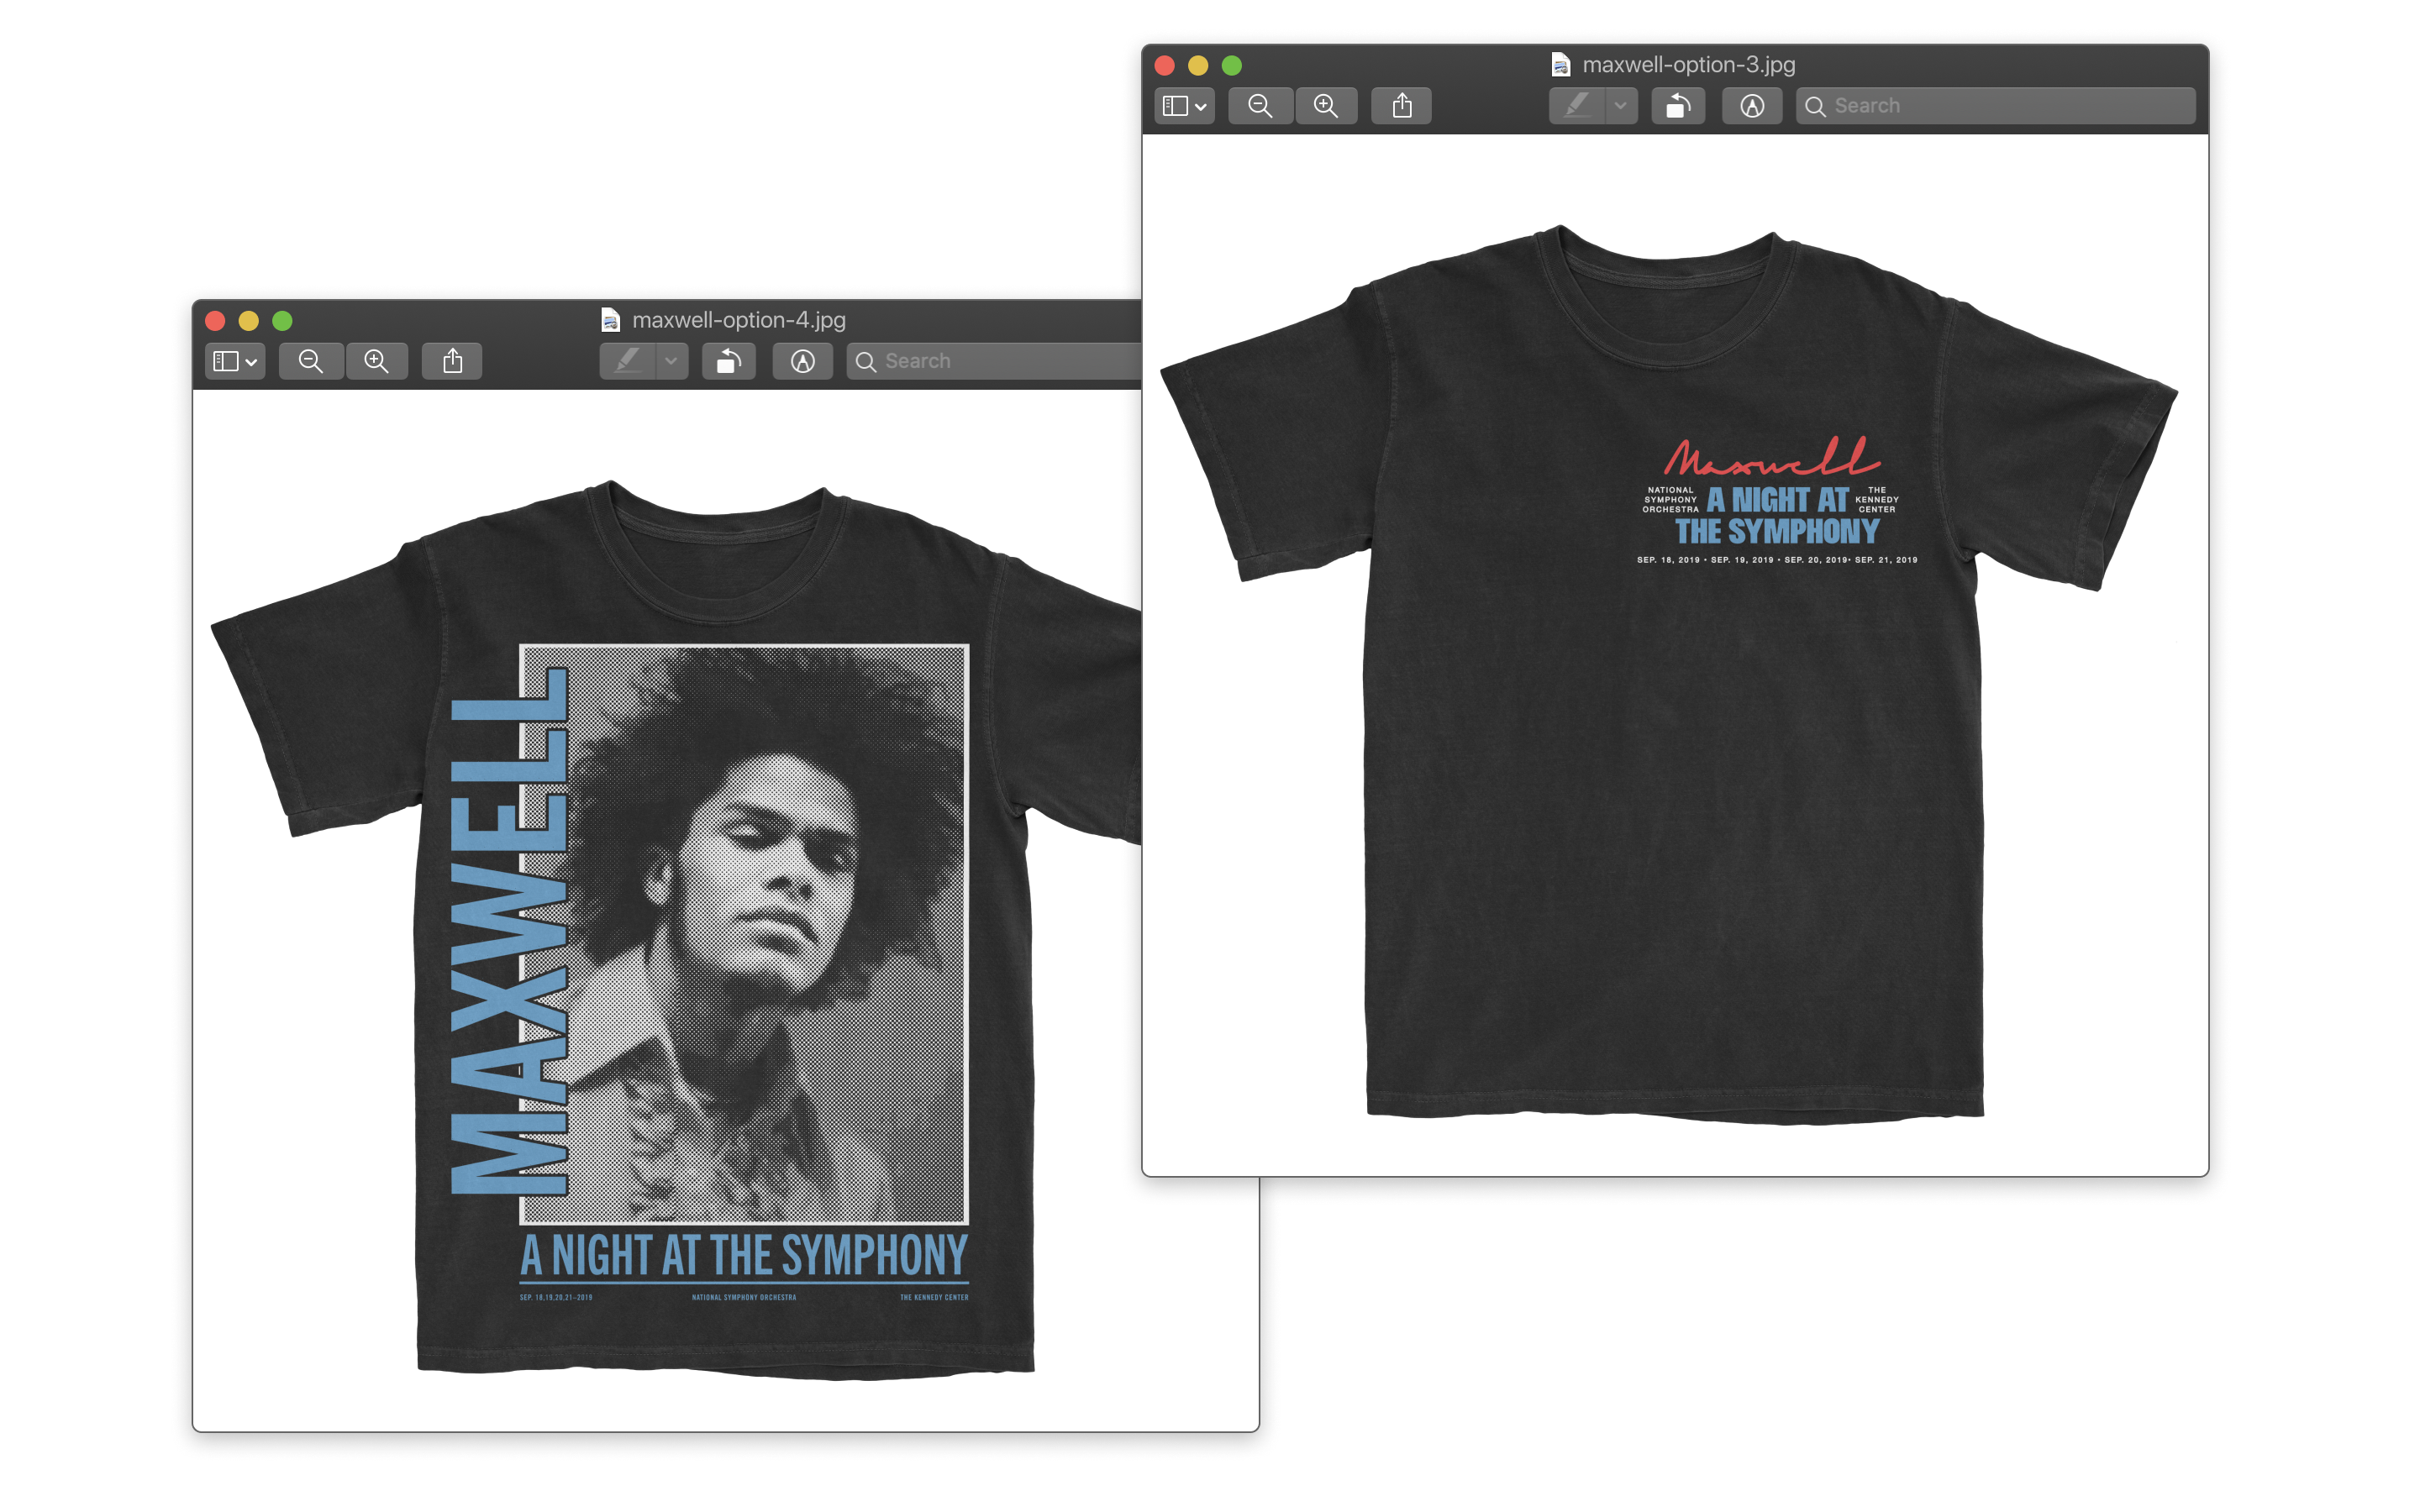 maxwell-option-4.jpg
Search
MAXWELL
A NIGHT AT THE SYMPHONY
SEP. 18,19,20,21–2019 NATIONAL SYMPHONY ORCHESTRA THE KENNEDY CENTER
maxwell-option-3.jpg
Search
Maxwell
NATIONAL
SYMPHONY
ORCHESTRA
A NIGHT AT
THE SYMPHONY
THE
KENNEDY
CENTER
SEP. 18, 2019 • SEP. 19, 2019 • SEP. 20, 2019• SEP. 21, 2019